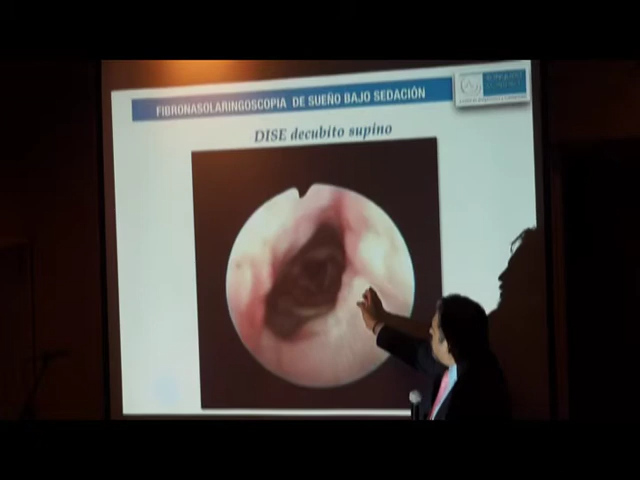 FIBRONASOLARINGOSCOPIA DE SUEÑO BAJO SEDACIÓN
DISE decubito supino